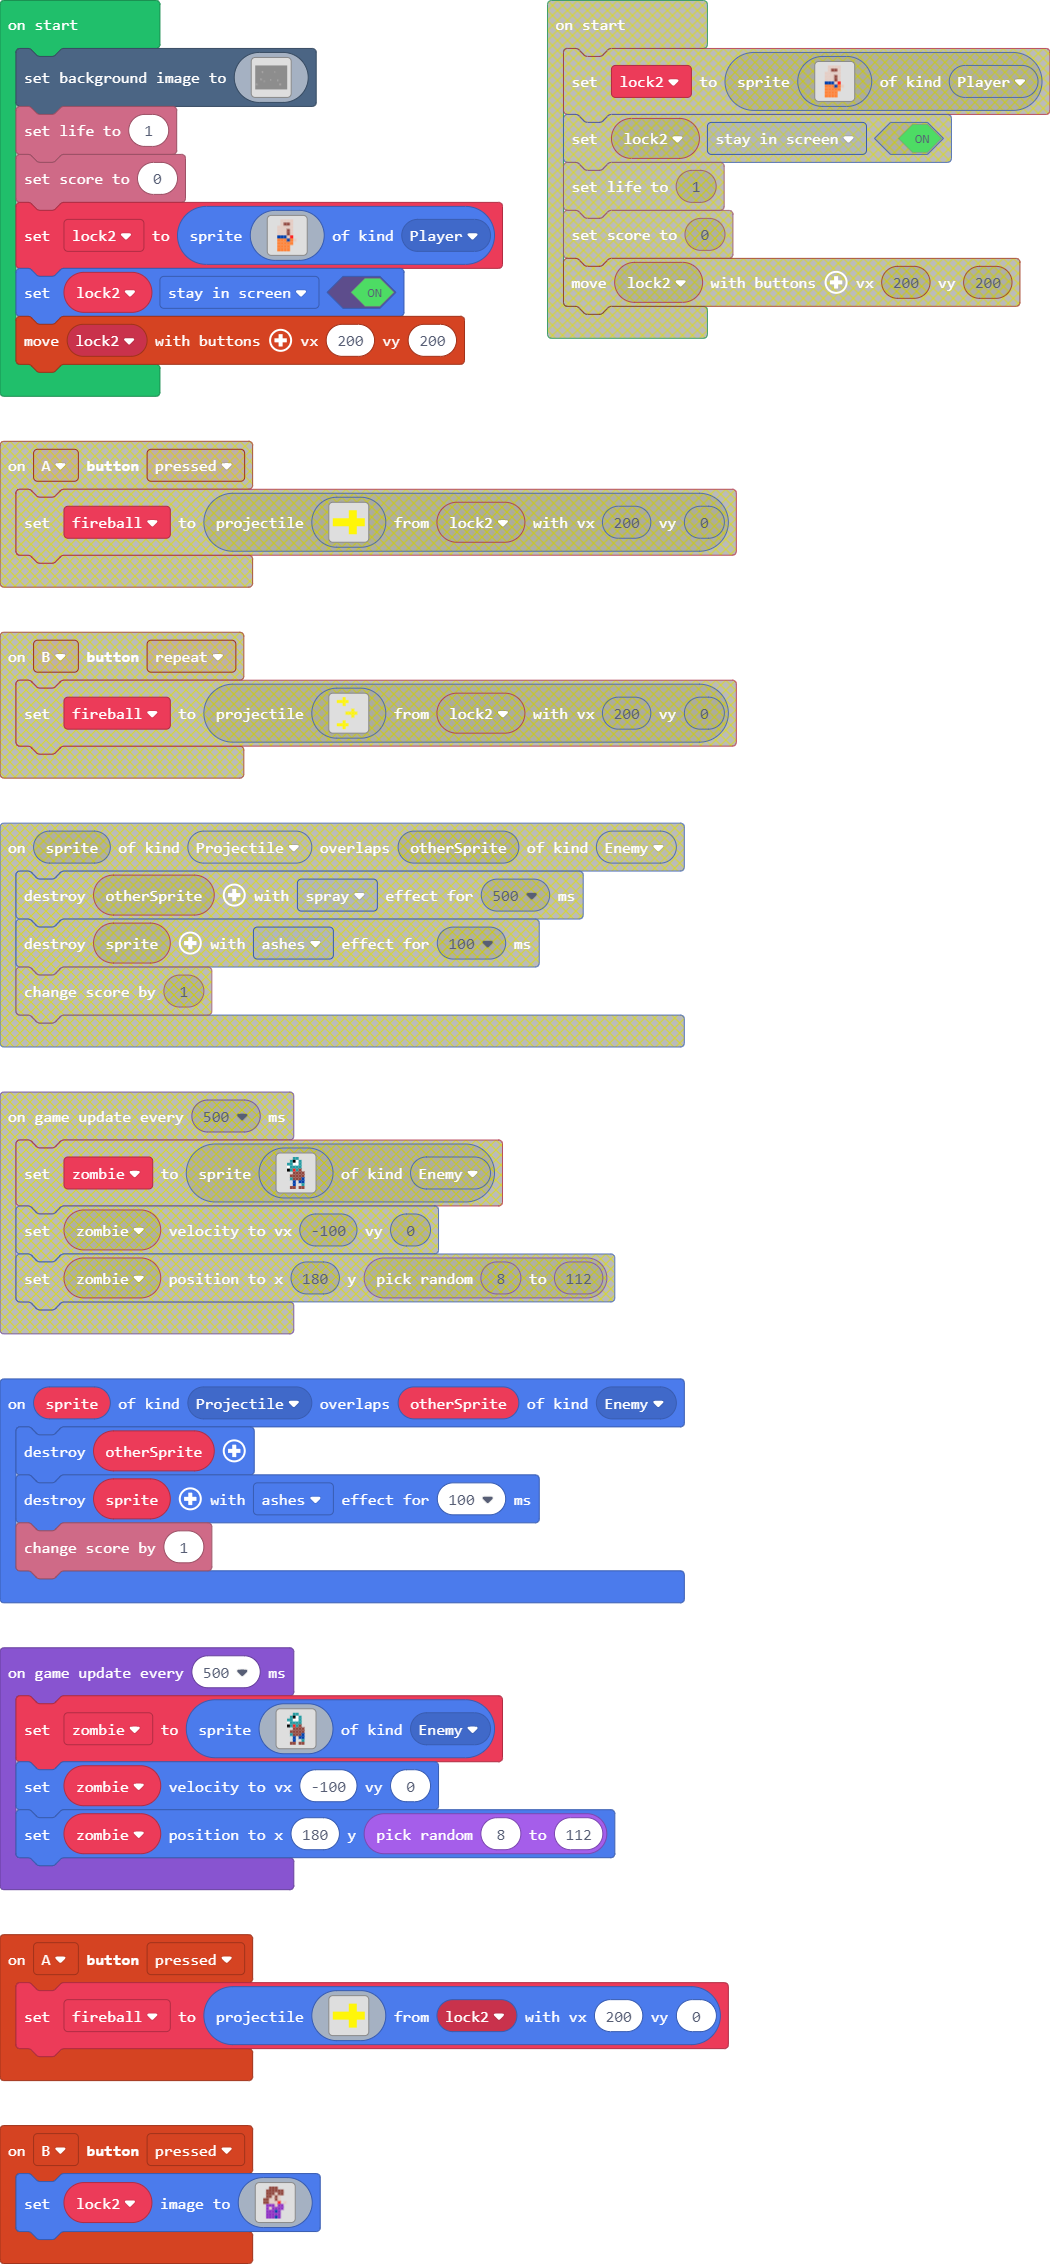 on start
set background image to
set life to 1
set score to 0
set lock2 to sprite of kind Player
set lock2 stay in screen ON
move lock2 with buttons vx 200 vy 200
on start
set lock2 to sprite of kind Player
set lock2 stay in screen ON
set life to 1
set score to 0
move lock2 with buttons vx 200 vy 200
on A button pressed
set fireball to projectile from lock2 with vx 200 vy 0
on B button repeat
set fireball to projectile from lock2 with vx 200 vy 0
on sprite of kind Projectile overlaps otherSprite of kind Enemy
destroy otherSprite with spray effect for 500 ms
destroy sprite with ashes effect for 100 ms
change score by 1
on game update every 500 ms
set zombie to sprite of kind Enemy
set zombie velocity to vx -100 vy 0
set zombie position to x 180 y pick random 8 to 112
on sprite of kind Projectile overlaps otherSprite of kind Enemy
destroy otherSprite
destroy sprite with ashes effect for 100 ms
change score by 1
on game update every 500 ms
set zombie to sprite of kind Enemy
set zombie velocity to vx -100 vy 0
set zombie position to x 180 y pick random 8 to 112
on A button pressed
set fireball to projectile from lock2 with vx 200 vy 0
on B button pressed
set lock2 image to